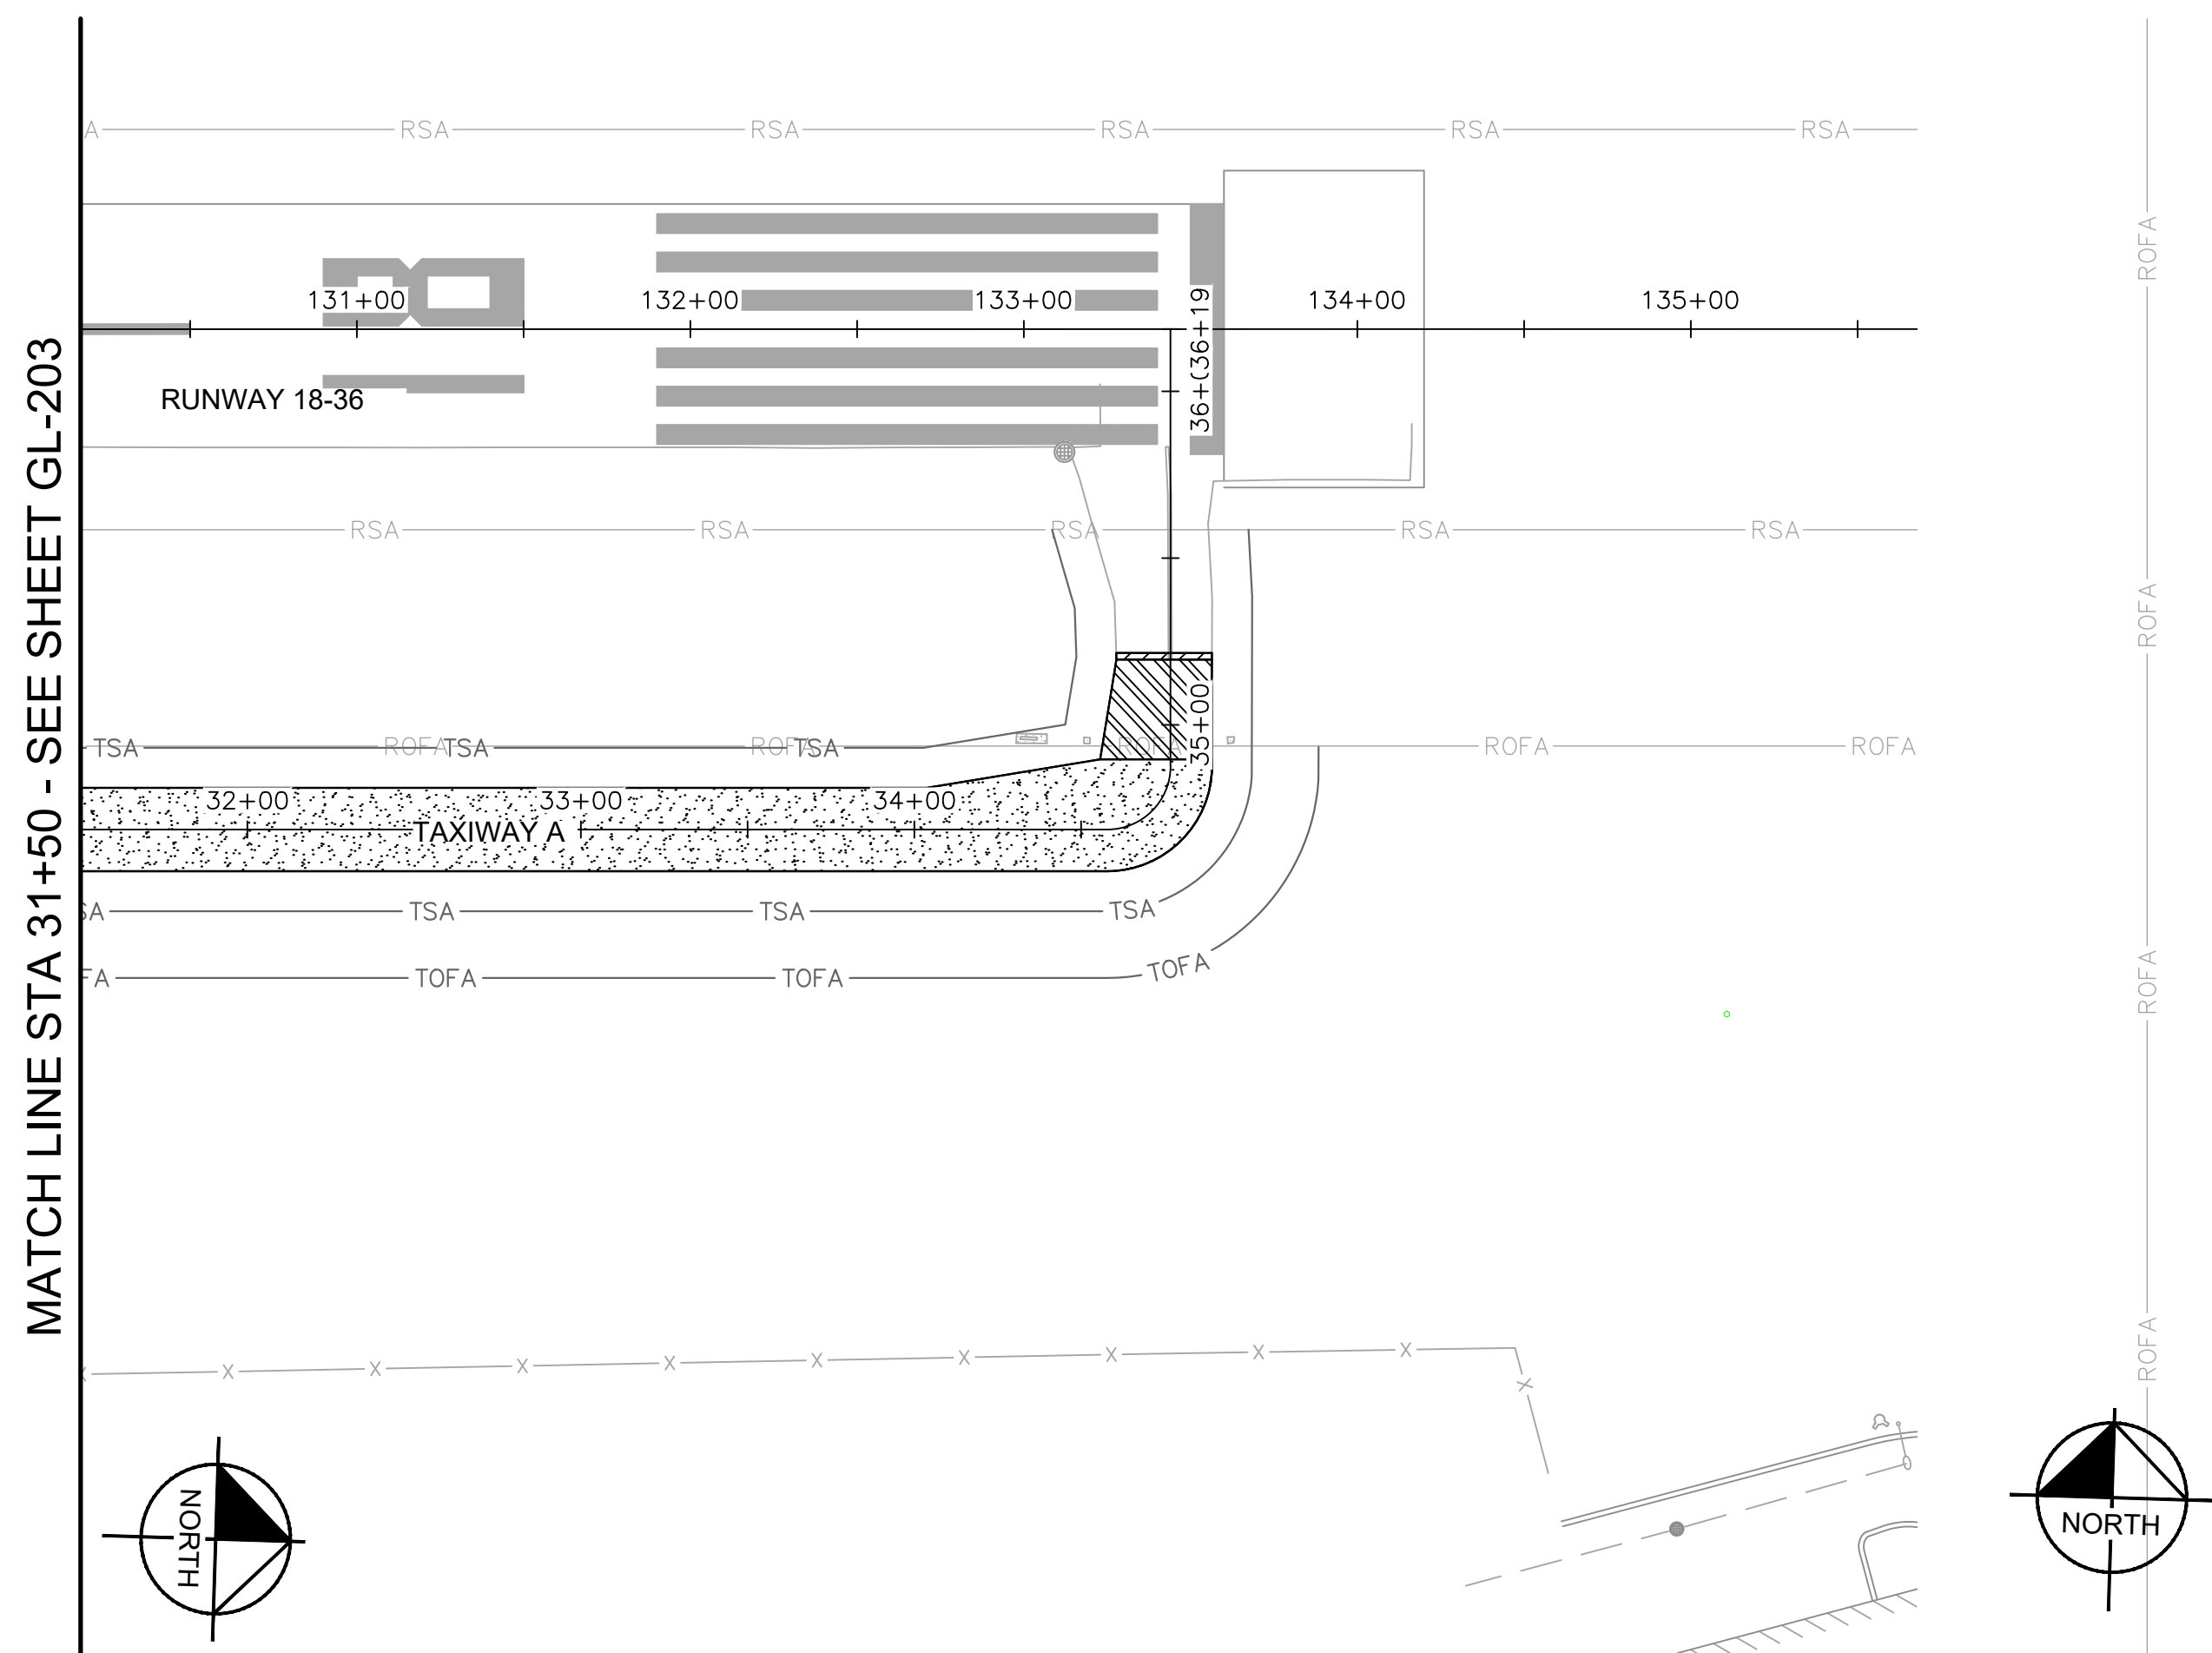 MATCH LINE STA 31+50 - SEE SHEET GL-203
A RSA RSA RSA RSA RSA
ROFA
131+00 132+00 133+00 134+00 135+00
36+19
RUNWAY 18-36
RSA RSA RSA RSA RSA
ROFA
35+00
TSA ROFA TSA ROFA TSA ROFA ROFA ROFA
32+00 33+00 34+00
TAXIWAY A
SA TSA TSA TSA
FA TOFA TOFA TOFA
ROFA
X X X X X X X X X X
X
ROFA
NORTH
NORTH